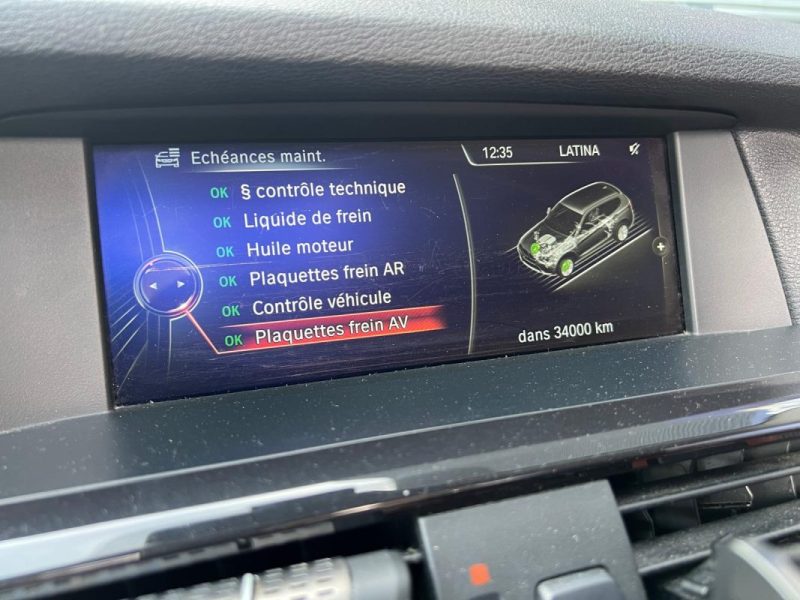 Echéances maint.
12:35 LATINA
OK § contrôle technique
OK Liquide de frein
OK Huile moteur
OK Plaquettes frein AR
OK Contrôle véhicule
OK Plaquettes frein AV
dans 34000 km